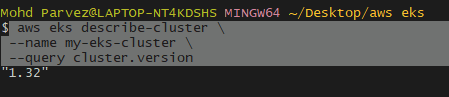 Mohd Parvez@LAPTOP-NT4KDSHS MINGW64 ~/Desktop/aws eks
$ aws eks describe-cluster \
--name my-eks-cluster \
--query cluster.version
"1.32"